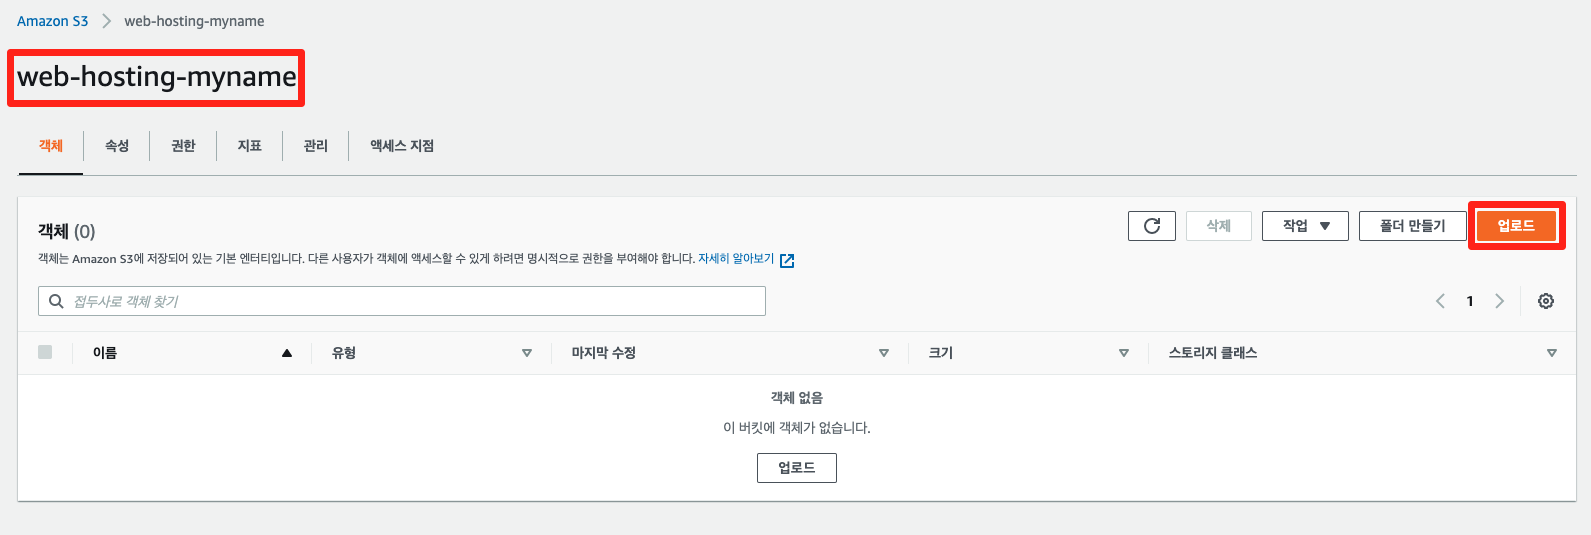 Amazon S3 > web-hosting-myname
web-hosting-myname
객체 속성 권한 지표 관리 액세스 지점
객체 (0)
삭제 작업 폴더 만들기 업로드
객체는 Amazon S3에 저장되어 있는 기본 엔터티입니다. 다른 사용자가 객체에 액세스할 수 있게 하려면 명시적으로 권한을 부여해야 합니다. 자세히 알아보기
접두사로 객체 찾기
1
이름 유형 마지막 수정 크기 스토리지 클래스
객체 없음
이 버킷에 객체가 없습니다.
업로드